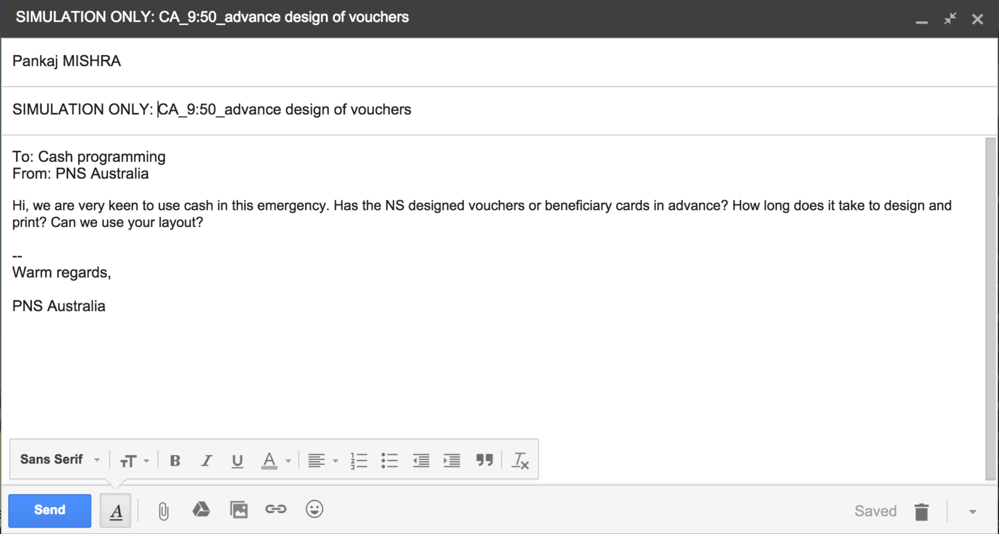 SIMULATION ONLY: CA_9:50_advance design of vouchers
Pankaj MISHRA
SIMULATION ONLY: CA_9:50_advance design of vouchers
To: Cash programming
From: PNS Australia
Hi, we are very keen to use cash in this emergency. Has the NS designed vouchers or beneficiary cards in advance? How long does it take to design and
print? Can we use your layout?
--
Warm regards,
PNS Australia
Sans Serif
Send
Saved